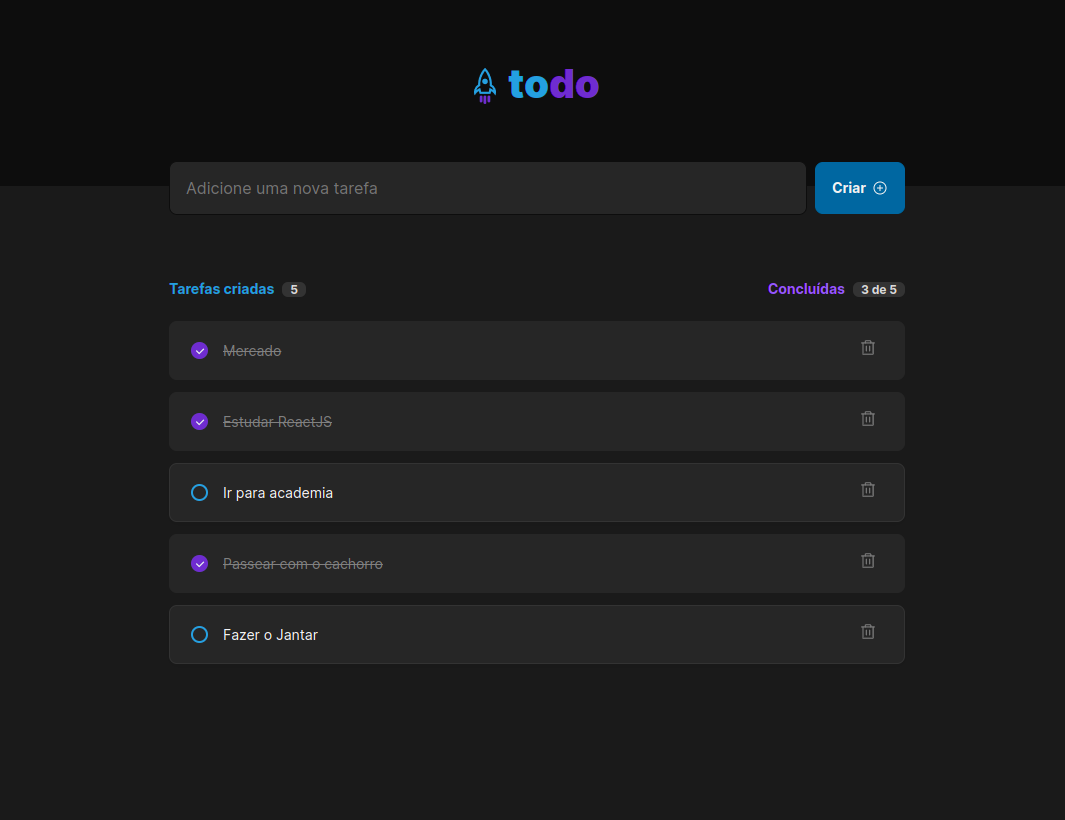 todo
Adicione uma nova tarefa
Criar
Tarefas criadas 5
Concluídas 3 de 5
Mercado
Estudar ReactJS
Ir para academia
Passear com o cachorro
Fazer o Jantar